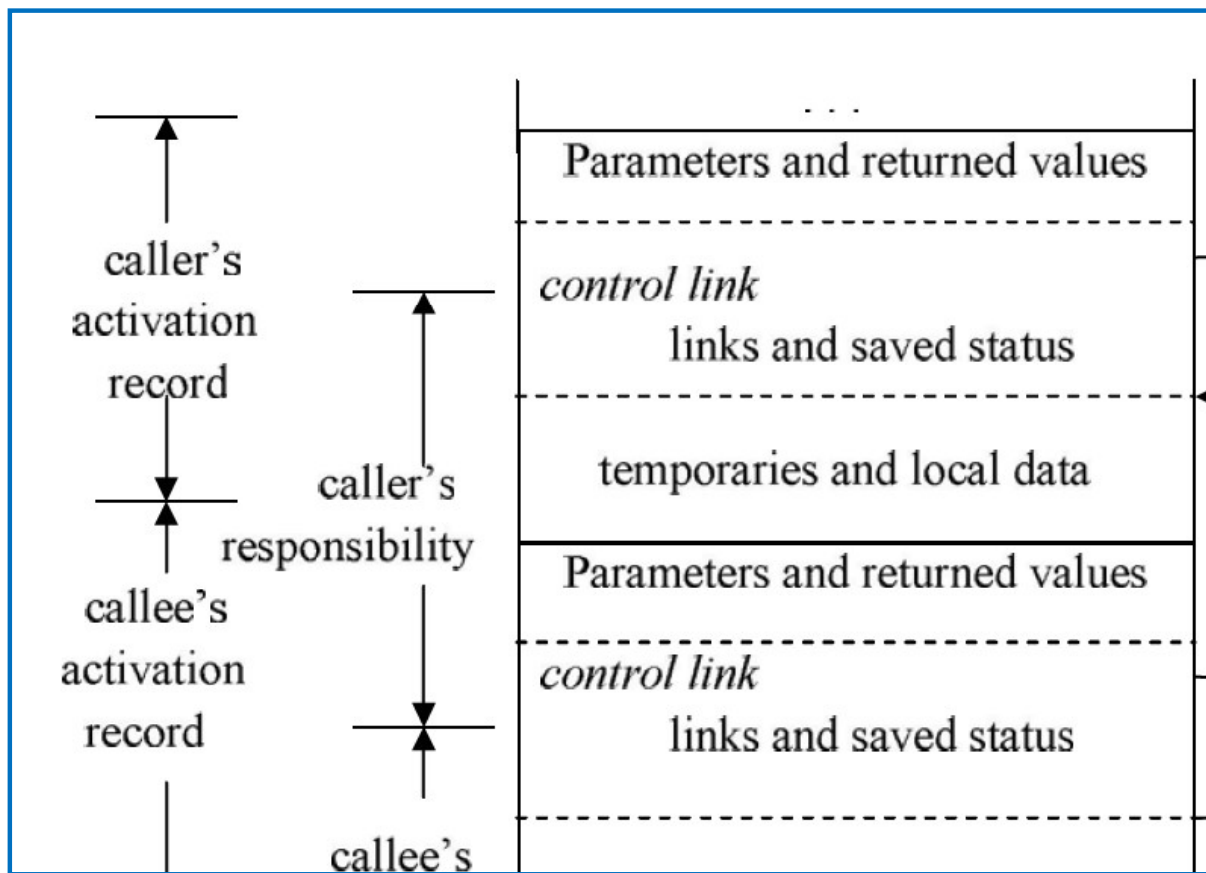 . . .
Parameters and returned values
caller’s
activation
record
control link
links and saved status
temporaries and local data
caller’s
responsibility
Parameters and returned values
callee’s
activation
record
control link
links and saved status
callee’s